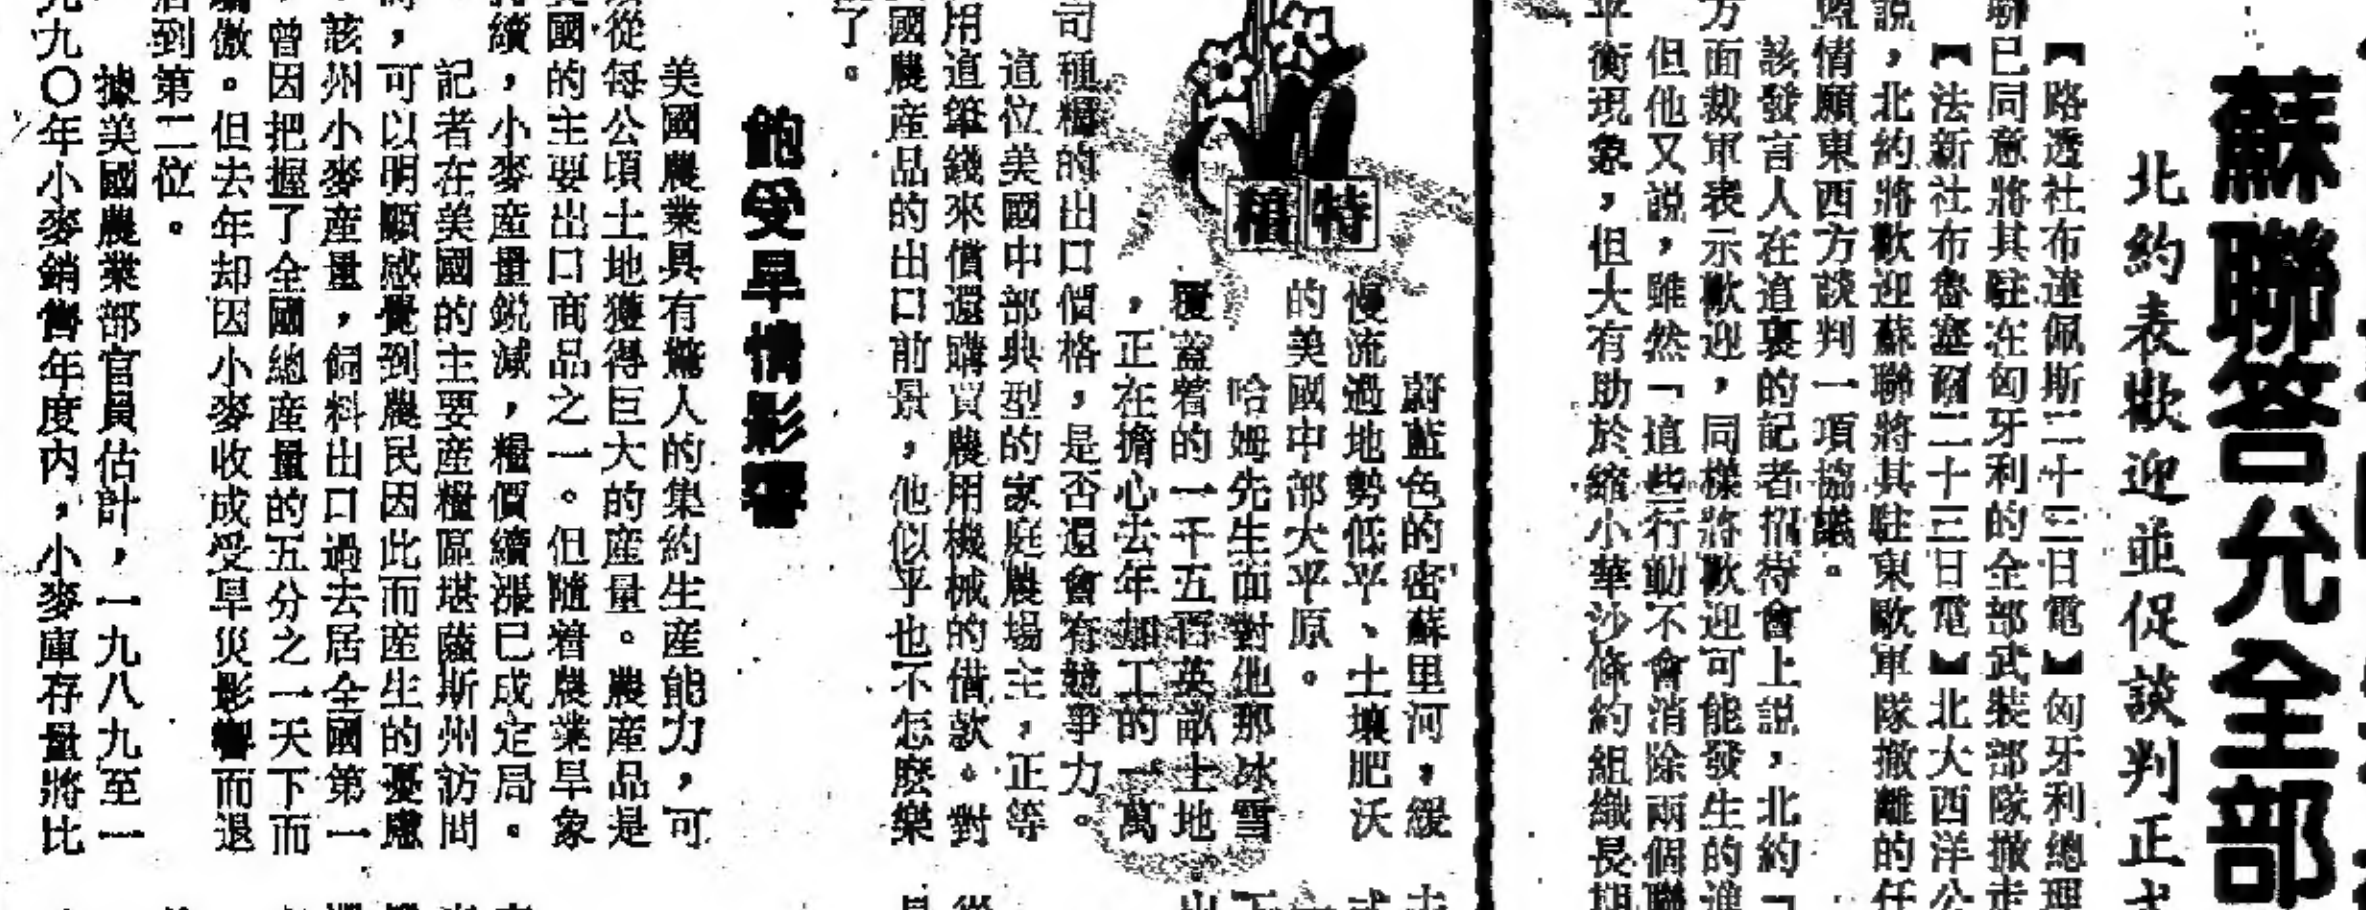 蘇聯答允全部
北約表歡迎並促談判正式
【路透社布達佩斯二十三日電】匈牙利總理
聯已同意將其駐在匈牙利的全部武裝部隊撤走
【法新社布魯塞爾二十三日電】北大西洋公
說，北約將歡迎蘇聯將其駐東歐軍隊撤離的任
盟情願東西方談判一項協議。
該發言人在這裏的記者招待會上説，北約「
方面裁軍表示歡迎，同樣將歡迎可能發生的進
但他又説，雖然「這些行動不會消除兩個聯
平衡現象，但大有助於縮小華沙條約組織長期
特稿
蔚藍色的密蘇里河，緩
慢流過地勢低平、土壤肥沃
的美國中部大平原。
哈姆先生面對他那冰雪
覆蓋着的一千五百英畝土地
，正在擔心去年加工的一萬
司種糧的出口價格，是否還會有競爭力。
這位美國中部典型的家庭農場主，正等
用這筆錢來償還購買農用機械的借款。對
國農産品的出口前景，他似乎也不怎麽樂
了。
飽受旱情影響
美國農業具有驚人的集約生産能力，可
從每公頃土地獲得巨大的産量。農産品是
國的主要出口商品之一。但隨着農業旱象
持續，小麥産量鋭減，糧價續漲已成定局。
記者在美國的主要産糧區堪薩斯州訪問
，可以明顯感覺到農民因此而産生的憂慮
該州小麥産量，飼料出口過去居全國第一
，曾因把握了全國總産量的五分之一天下而
驕傲。但去年却因小麥收成受旱災影響而退
居到第二位。
據美國農業部官員估計，一九八九至一
九九〇年小麥銷售年度内，小麥庫存量將比